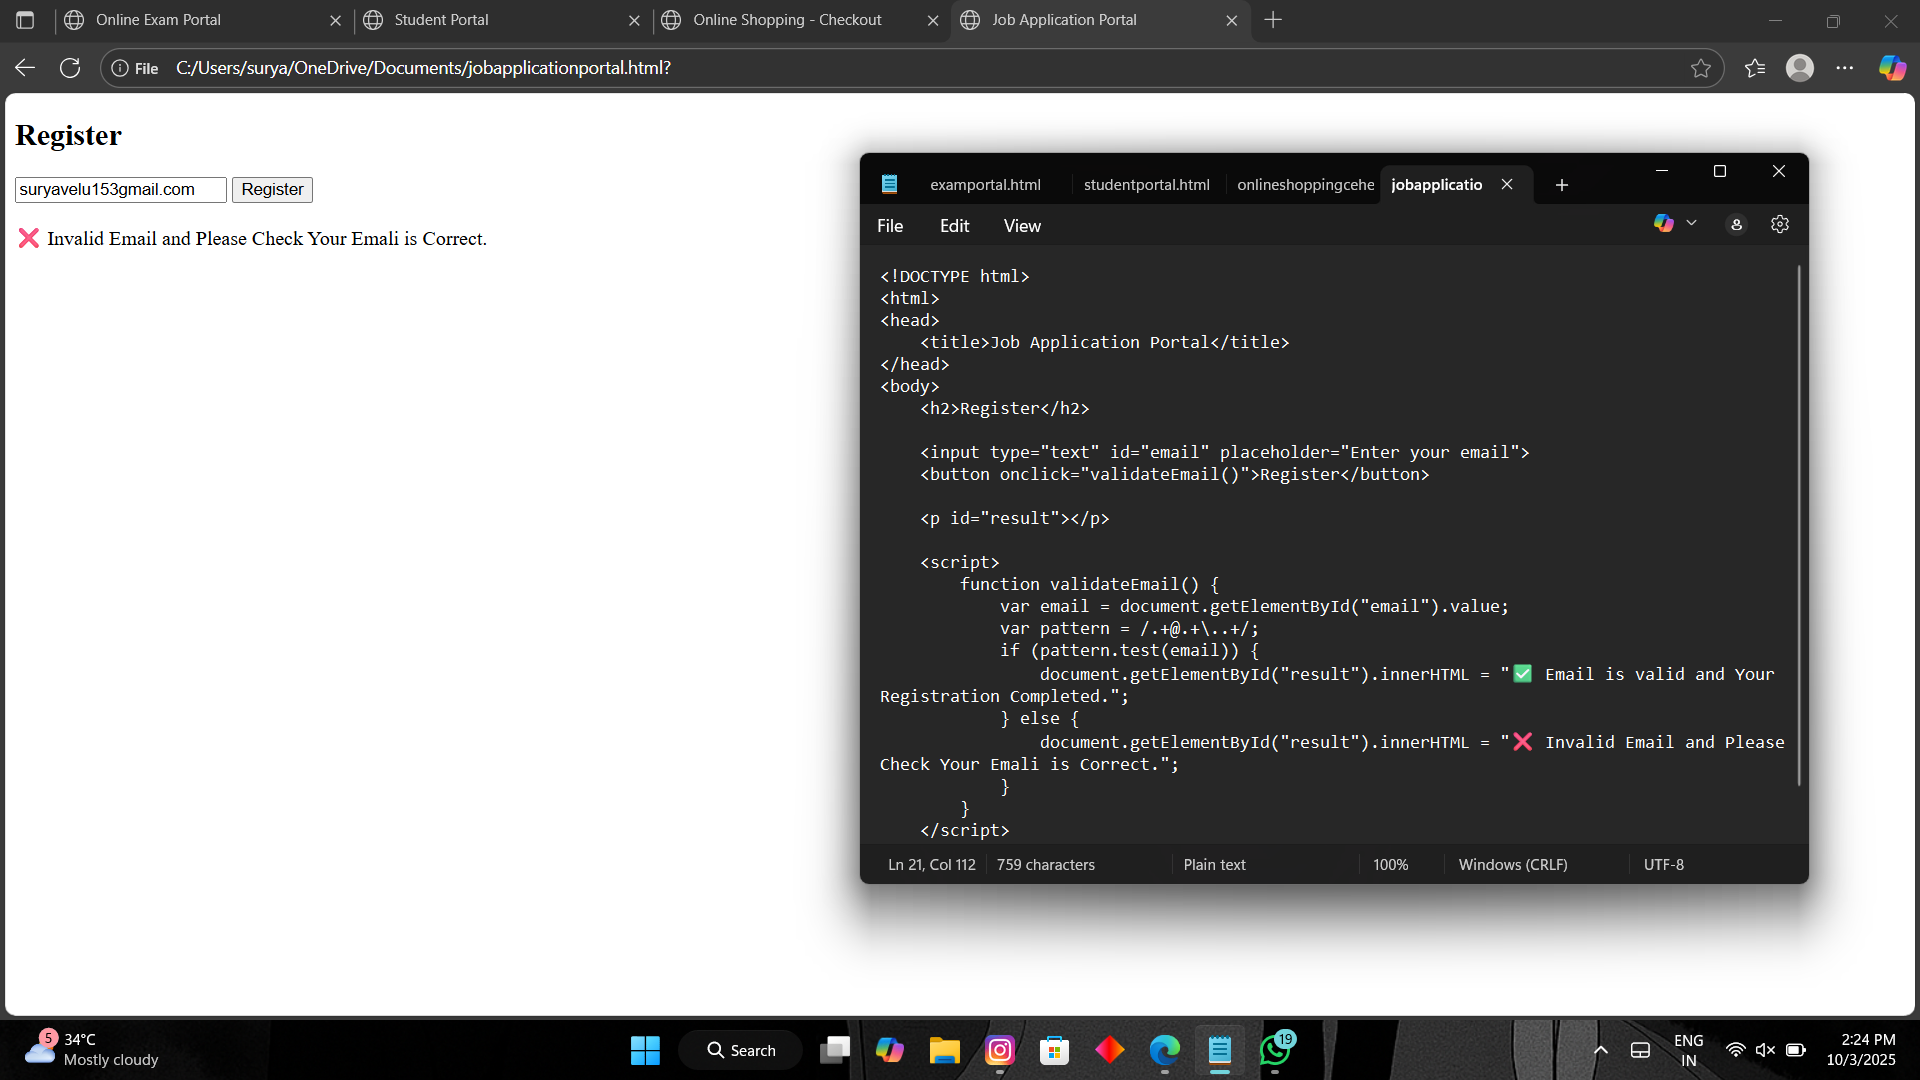 Online Exam Portal
Student Portal
Online Shopping - Checkout
Job Application Portal
File C:/Users/surya/OneDrive/Documents/jobapplicationportal.html?
Register
suryavelu153gmail.com Register
❌ Invalid Email and Please Check Your Emali is Correct.
examportal.html studentportal.html onlineshoppingcehe jobapplicatio
File Edit View
<!DOCTYPE html>
<html>
<head>
    <title>Job Application Portal</title>
</head>
<body>
    <h2>Register</h2>
    <input type="text" id="email" placeholder="Enter your email">
    <button onclick="validateEmail()">Register</button>
    <p id="result"></p>
    <script>
        function validateEmail() {
            var email = document.getElementById("email").value;
            var pattern = /.+@.+\..+/;
            if (pattern.test(email)) {
                document.getElementById("result").innerHTML = "✅ Email is valid and Your
Registration Completed.";
            } else {
                document.getElementById("result").innerHTML = "❌ Invalid Email and Please
Check Your Emali is Correct.";
            }
        }
    </script>
Ln 21, Col 112 759 characters Plain text 100% Windows (CRLF) UTF-8
5
34°C
Mostly cloudy
Search
19
ENG
IN
2:24 PM
10/3/2025